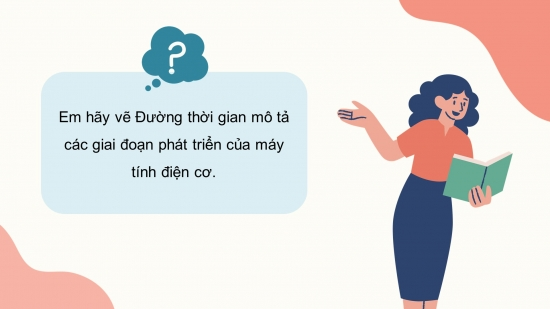 ?
Em hãy vẽ Đường thời gian mô tả
các giai đoạn phát triển của máy
tính điện cơ.